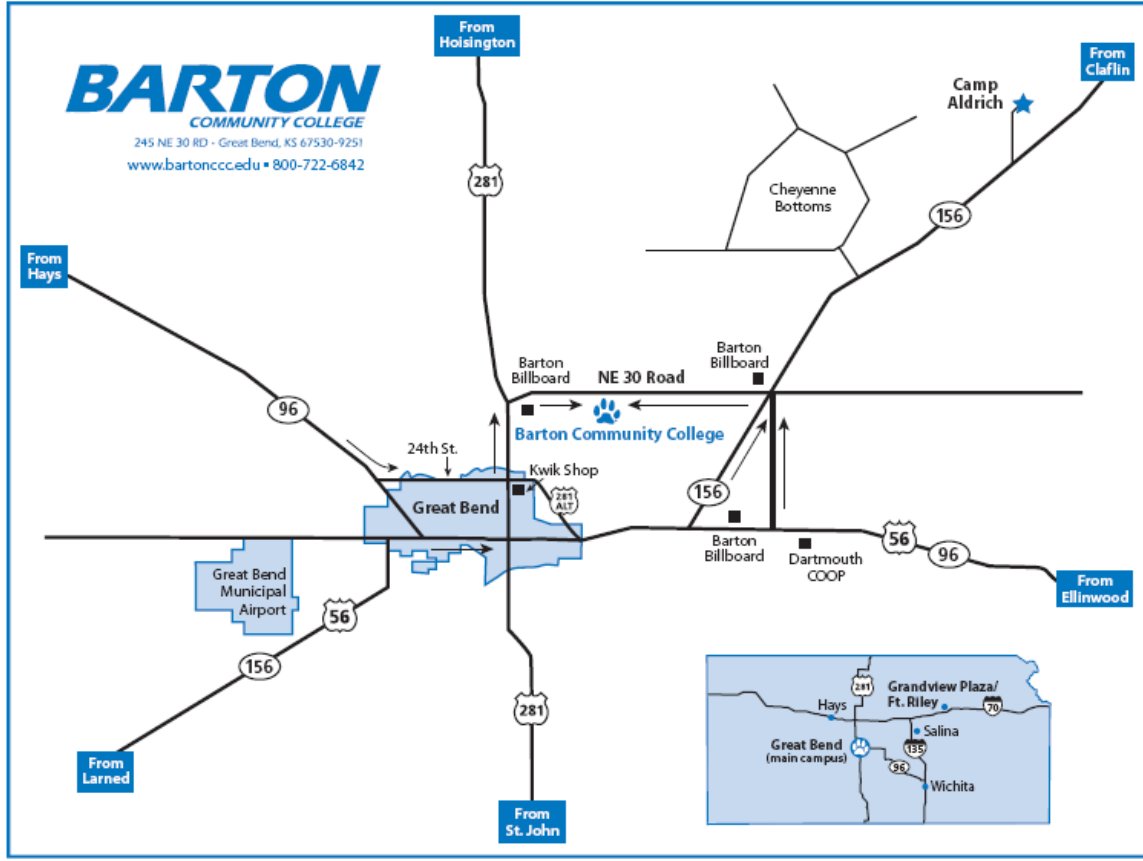 From
Hoisington
From
Claflin
BARTON
COMMUNITY COLLEGE
245 NE 30 RD - Great Bend, KS 67530-9251
www.bartonccc.edu ▪ 800-722-6842
Camp
Aldrich
281
Cheyenne
Bottoms
156
From
Hays
Barton
Billboard
NE 30 Road
Barton
Billboard
96
Barton Community College
24th St.
Kwik Shop
Great Bend
281
ALT
156
Barton
Billboard
Dartmouth
COOP
56
96
From
Ellinwood
Great Bend
Municipal
Airport
56
156
281
From
Larned
From
St. John
281
Grandview Plaza/
Ft. Riley
70
Hays
Salina
Great Bend
(main campus)
135
96
Wichita